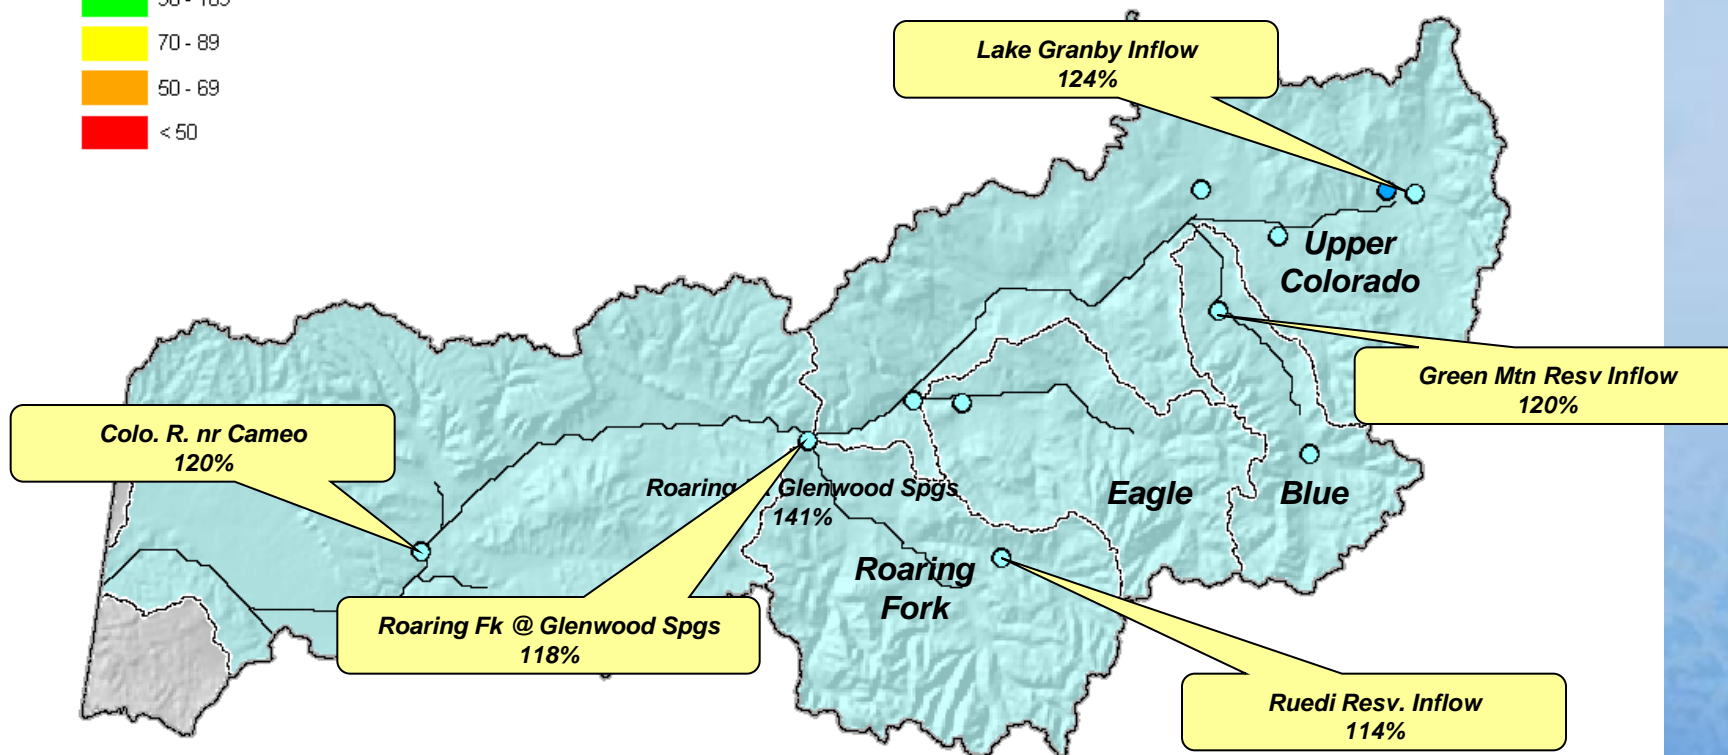 70 - 89
50 - 69
< 50
Lake Granby Inflow
124%
Upper
Colorado
Green Mtn Resv Inflow
120%
Colo. R. nr Cameo
120%
Roaring Glenwood Spgs
141%
Eagle
Blue
Roaring
Fork
Roaring Fk @ Glenwood Spgs
118%
Ruedi Resv. Inflow
114%